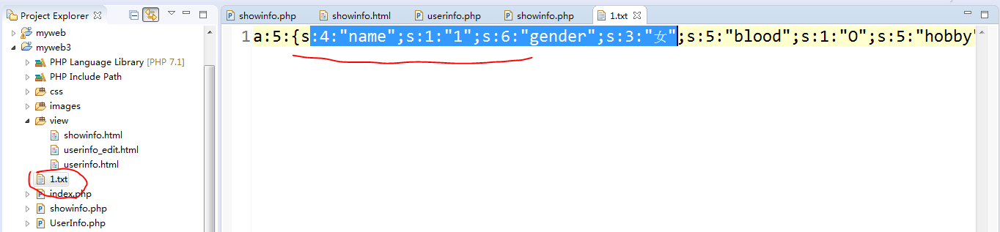 Project Explorer
myweb
myweb3
PHP Language Library [PHP 7.1]
PHP Include Path
css
images
view
showinfo.html
userinfo_edit.html
userinfo.html
1.txt
index.php
showinfo.php
UserInfo.php
showinfo.php
showinfo.html
userinfo.php
showinfo.php
1.txt
1 a:5:{s:4:"name";s:1:"1";s:6:"gender";s:3:"女";s:5:"blood";s:1:"O";s:5:"hobby"